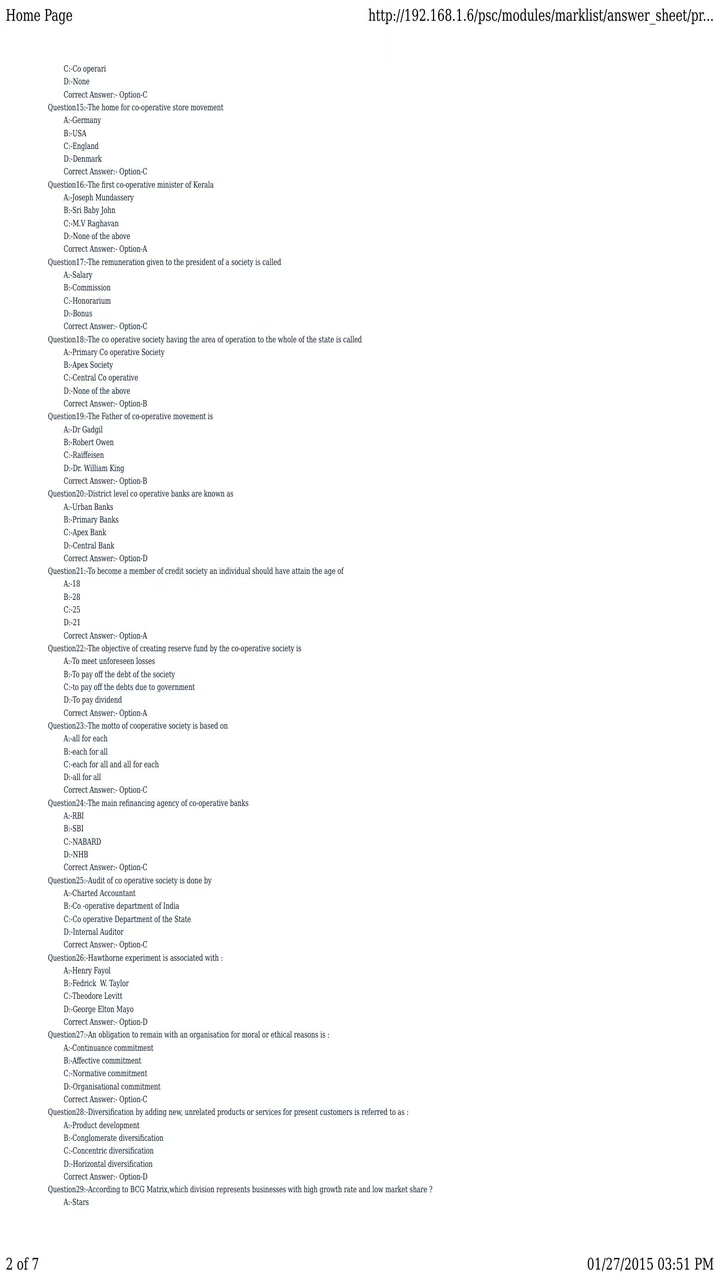 Home Page
http://192.168.1.6/psc/modules/marklist/answer_sheet/pr...
C:-Co operari
D:-None
Correct Answer:- Option-C
Question15:-The home for co-operative store movement
A:-Germany
B:-USA
C:-England
D:-Denmark
Correct Answer:- Option-C
Question16:-The first co-operative minister of Kerala
A:-Joseph Mundassery
B:-Sri Baby John
C:-M.V Raghavan
D:-None of the above
Correct Answer:- Option-A
Question17:-The remuneration given to the president of a society is called
A:-Salary
B:-Commission
C:-Honorarium
D:-Bonus
Correct Answer:- Option-C
Question18:-The co operative society having the area of operation to the whole of the state is called
A:-Primary Co operative Society
B:-Apex Society
C:-Central Co operative
D:-None of the above
Correct Answer:- Option-B
Question19:-The Father of co-operative movement is
A:-Dr Gadgil
B:-Robert Owen
C:-Raiffeisen
D:-Dr. William King
Correct Answer:- Option-B
Question20:-District level co operative banks are known as
A:-Urban Banks
B:-Primary Banks
C:-Apex Bank
D:-Central Bank
Correct Answer:- Option-D
Question21:-To become a member of credit society an individual should have attain the age of
A:-18
B:-28
C:-25
D:-21
Correct Answer:- Option-A
Question22:-The objective of creating reserve fund by the co-operative society is
A:-To meet unforeseen losses
B:-To pay off the debt of the society
C:-to pay off the debts due to government
D:-To pay dividend
Correct Answer:- Option-A
Question23:-The motto of cooperative society is based on
A:-all for each
B:-each for all
C:-each for all and all for each
D:-all for all
Correct Answer:- Option-C
Question24:-The main refinancing agency of co-operative banks
A:-RBI
B:-SBI
C:-NABARD
D:-NHB
Correct Answer:- Option-C
Question25:-Audit of co operative society is done by
A:-Charted Accountant
B:-Co -operative department of India
C:-Co operative Department of the State
D:-Internal Auditor
Correct Answer:- Option-C
Question26:-Hawthorne experiment is associated with :
A:-Henry Fayol
B:-Fedrick  W. Taylor
C:-Theodore Levitt
D:-George Elton Mayo
Correct Answer:- Option-D
Question27:-An obligation to remain with an organisation for moral or ethical reasons is :
A:-Continuance commitment
B:-Affective commitment
C:-Normative commitment
D:-Organisational commitment
Correct Answer:- Option-C
Question28:-Diversification by adding new, unrelated products or services for present customers is referred to as :
A:-Product development
B:-Conglomerate diversification
C:-Concentric diversification
D:-Horizontal diversification
Correct Answer:- Option-D
Question29:-According to BCG Matrix,which division represents businesses with high growth rate and low market share ?
A:-Stars
2 of 7
01/27/2015 03:51 PM